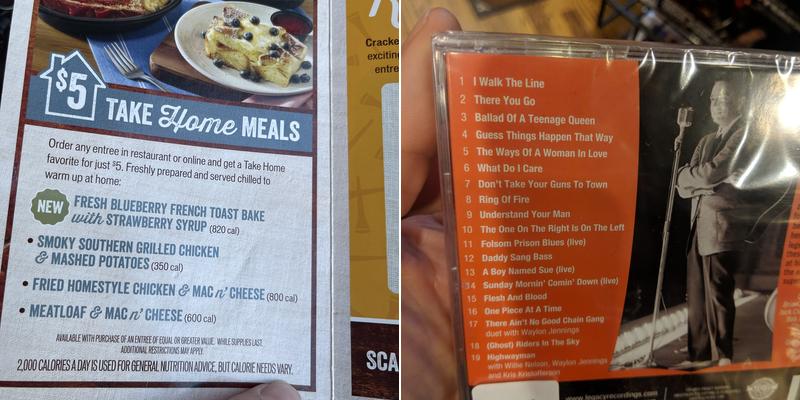 $5 TAKE Home MEALS
Order any entree in restaurant or online and get a Take Home
favorite for just $5. Freshly prepared and served chilled to
warm up at home:
NEW FRESH BLUEBERRY FRENCH TOAST BAKE
with STRAWBERRY SYRUP (820 cal)
• SMOKY SOUTHERN GRILLED CHICKEN
& MASHED POTATOES (350 cal)
• FRIED HOMESTYLE CHICKEN & MAC n' CHEESE (800 cal)
• MEATLOAF & MAC n' CHEESE (600 cal)
AVAILABLE WITH PURCHASE OF AN ENTREE OF EQUAL OR GREATER VALUE. WHILE SUPPLIES LAST.
ADDITIONAL RESTRICTIONS MAY APPLY.
2,000 CALORIES A DAY IS USED FOR GENERAL NUTRITION ADVICE, BUT CALORIE NEEDS VARY.
Cracke
exciting
entre
SCA
1 I Walk The Line
2 There You Go
3 Ballad Of A Teenage Queen
4 Guess Things Happen That Way
5 The Ways Of A Woman In Love
6 What Do I Care
7 Don't Take Your Guns To Town
8 Ring Of Fire
9 Understand Your Man
10 The One On The Right Is On The Left
11 Folsom Prison Blues (live)
12 Daddy Sang Bass
13 A Boy Named Sue (live)
14 Sunday Mornin' Comin' Down (live)
15 Flesh And Blood
16 One Piece At A Time
17 There Ain't No Good Chain Gang
duet with Waylon Jennings
18 (Ghost) Riders In The Sky
19 Highwayman
with Willie Nelson, Waylon Jennings
and Kris Kristofferson
www.legacyrecordings.com